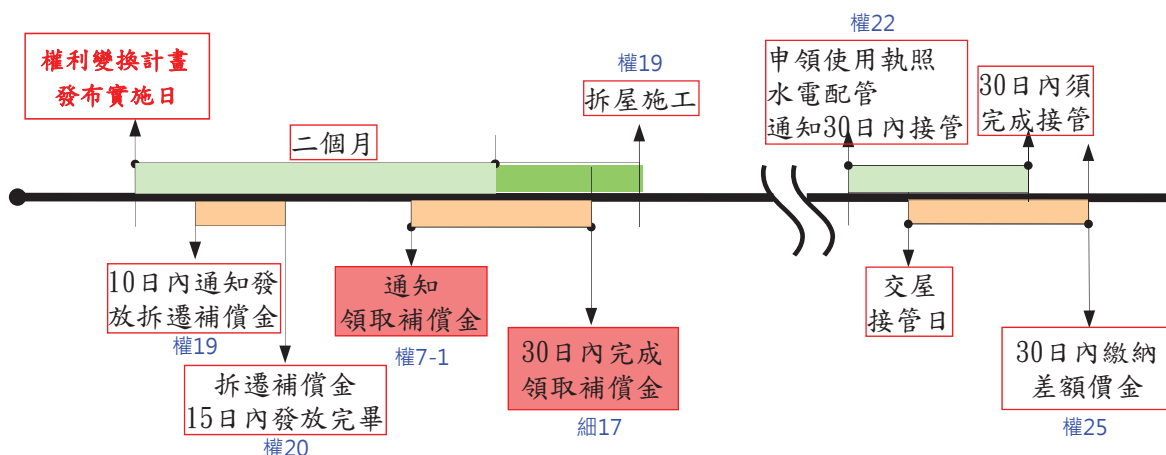 權22
權利變換計畫
發布實施日
權19
拆屋施工
申領使用執照
水電配管
通知30日內接管
30日內須
完成接管
二個月
10日內通知發
放拆遷補償金
權19
通知
領取補償金
權7-1
交屋
接管日
拆遷補償金
15日內發放完畢
權20
30日內完成
領取補償金
細17
30日內繳納
差額價金
權25